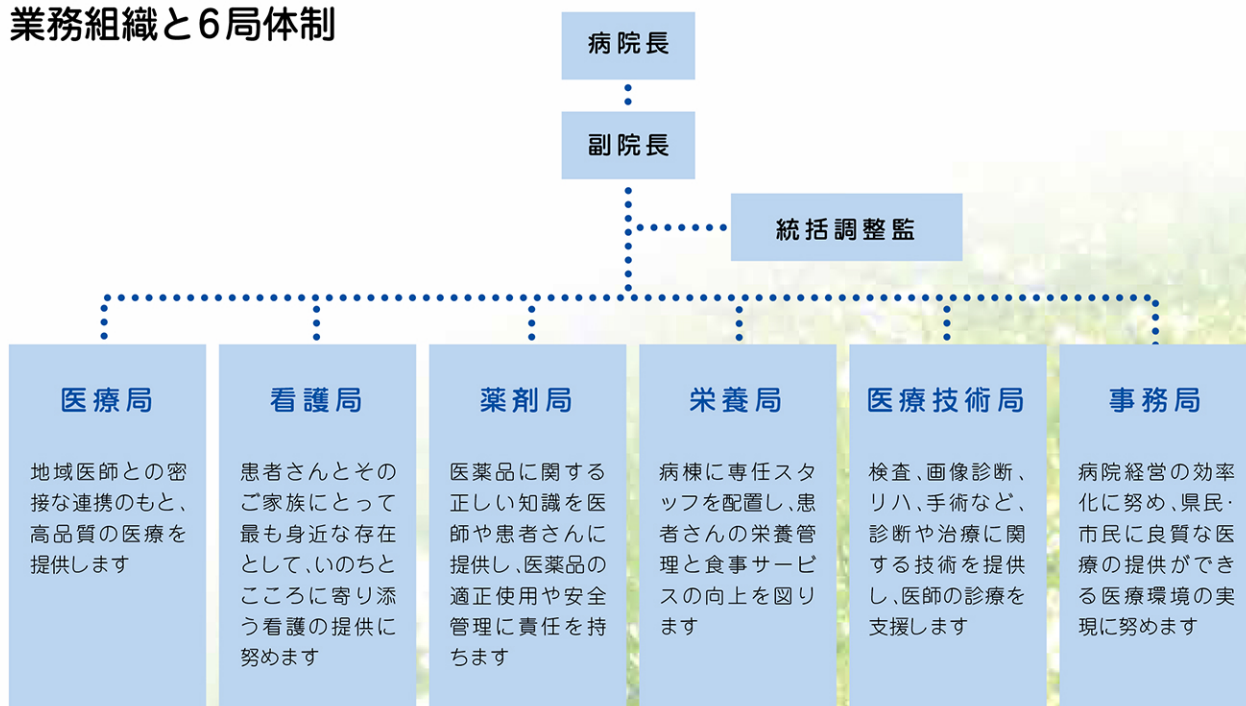 業務組織と6局体制
病院長
副院長
統括調整監
医療局
地域医師との密
接な連携のもと、
高品質の医療を
提供します
看護局
患者さんとその
ご家族にとって
最も身近な存在
として、いのちと
こころに寄り添
う看護の提供に
努めます
薬剤局
医薬品に関する
正しい知識を医
師や患者さんに
提供し、医薬品の
適正使用や安全
管理に責任を持
ちます
栄養局
病棟に専任スタ
ッフを配置し、患
者さんの栄養管
理と食事サービ
スの向上を図り
ます
医療技術局
検査、画像診断、
リハ、手術など、
診断や治療に関
する技術を提供
し、医師の診療を
支援します
事務局
病院経営の効率
化に努め、県民・
市民に良質な医
療の提供ができ
る医療環境の実
現に努めます